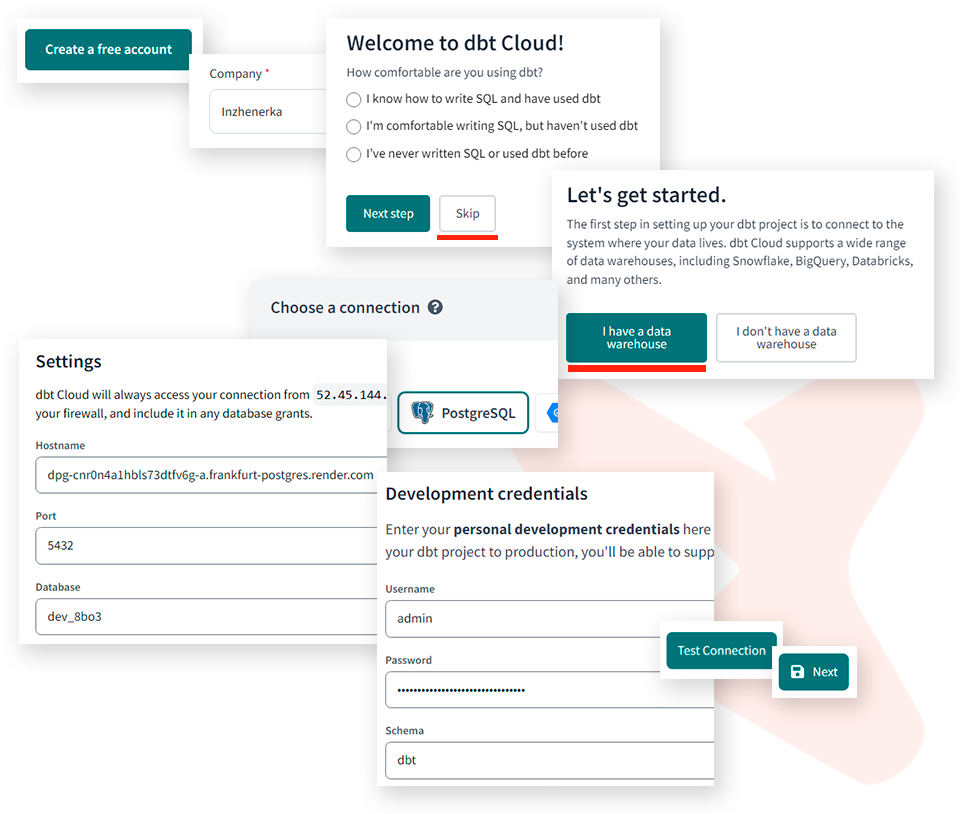 Create a free account
Company *
Inzhenerka
Welcome to dbt Cloud!
How comfortable are you using dbt?
I know how to write SQL and have used dbt
I'm comfortable writing SQL, but haven't used dbt
I've never written SQL or used dbt before
Next step
Skip
Let's get started.
The first step in setting up your dbt project is to connect to the
system where your data lives. dbt Cloud supports a wide range
of data warehouses, including Snowflake, BigQuery, Databricks,
and many others.
I have a data
warehouse
I don't have a data
warehouse
Choose a connection ?
PostgreSQL
Settings
dbt Cloud will always access your connection from 52.45.144.
your firewall, and include it in any database grants.
Hostname
dpg-cnr0n4a1hbls73dtfv6g-a.frankfurt-postgres.render.com
Port
5432
Database
dev_8bo3
Development credentials
Enter your personal development credentials here
your dbt project to production, you'll be able to supp
Username
admin
Password
Schema
dbt
Test Connection
Next